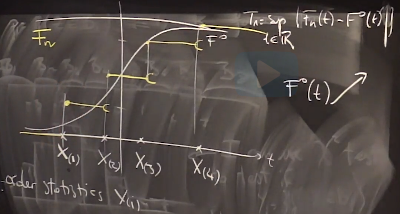 Tn = sup |Fn(t) - F°(t)|
t∈ℝ
Fn
F°
F°(t)
X(1) X(2) X(3) X(4) t
order statistics X(i)